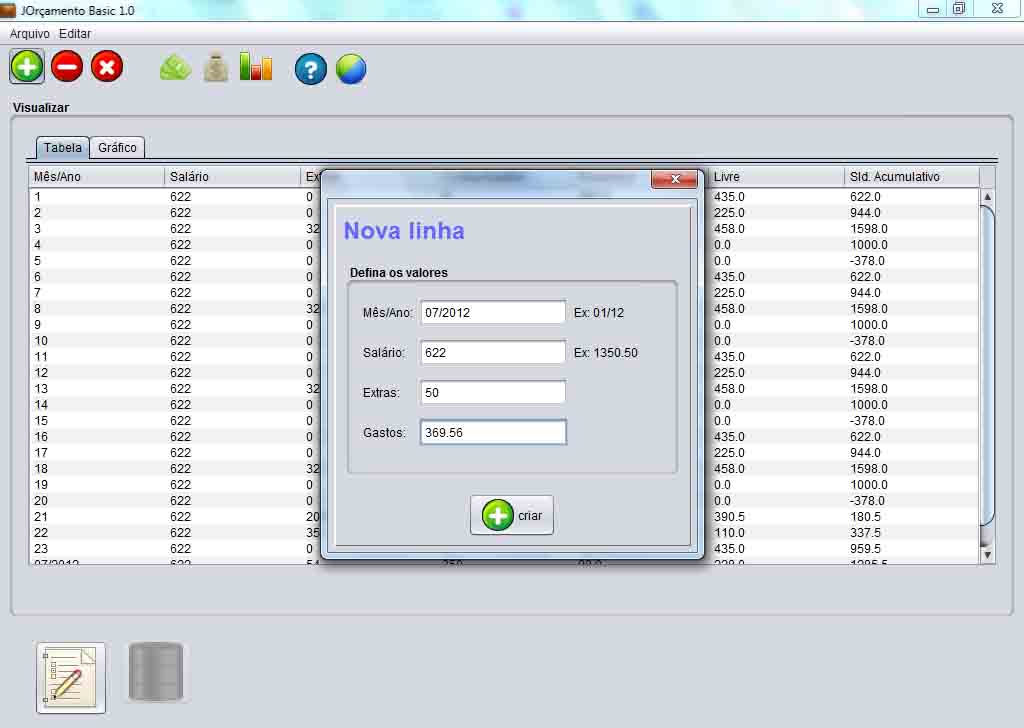 JOrçamento Basic 1.0
Arquivo Editar
Visualizar
Tabela Gráfico
Mês/Ano Salário Livre Sld. Acumulativo
1 622 0 435.0 622.0
2 622 0 225.0 944.0
3 622 32 458.0 1598.0
4 622 0 0.0 1000.0
5 622 0 0.0 -378.0
6 622 0 435.0 622.0
7 622 0 225.0 944.0
8 622 32 458.0 1598.0
9 622 0 0.0 1000.0
10 622 0 0.0 -378.0
11 622 0 435.0 622.0
12 622 0 225.0 944.0
13 622 32 458.0 1598.0
14 622 0 0.0 1000.0
15 622 0 0.0 -378.0
16 622 0 435.0 622.0
17 622 0 225.0 944.0
18 622 32 458.0 1598.0
19 622 0 0.0 1000.0
20 622 0 0.0 -378.0
21 622 20 390.5 180.5
22 622 35 110.0 337.5
23 622 0 435.0 959.5
07/2012 622
Nova linha
Defina os valores
Mês/Ano: 07/2012 Ex: 01/12
Salário: 622 Ex: 1350.50
Extras: 50
Gastos: 369.56
criar